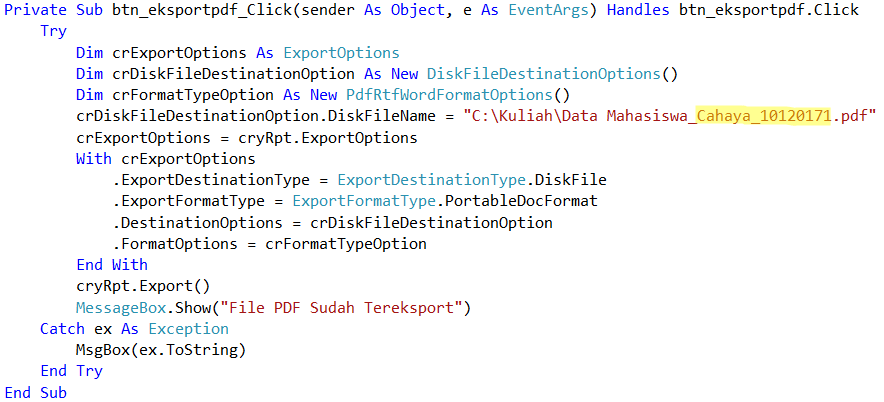 Private Sub btn_eksportpdf_Click(sender As Object, e As EventArgs) Handles btn_eksportpdf.Click
    Try
        Dim crExportOptions As ExportOptions
        Dim crDiskFileDestinationOption As New DiskFileDestinationOptions()
        Dim crFormatTypeOption As New PdfRtfWordFormatOptions()
        crDiskFileDestinationOption.DiskFileName = "C:\Kuliah\Data Mahasiswa_Cahaya_10120171.pdf"
        crExportOptions = cryRpt.ExportOptions
        With crExportOptions
            .ExportDestinationType = ExportDestinationType.DiskFile
            .ExportFormatType = ExportFormatType.PortableDocFormat
            .DestinationOptions = crDiskFileDestinationOption
            .FormatOptions = crFormatTypeOption
        End With
        cryRpt.Export()
        MessageBox.Show("File PDF Sudah Tereksport")
    Catch ex As Exception
        MsgBox(ex.ToString)
    End Try
End Sub